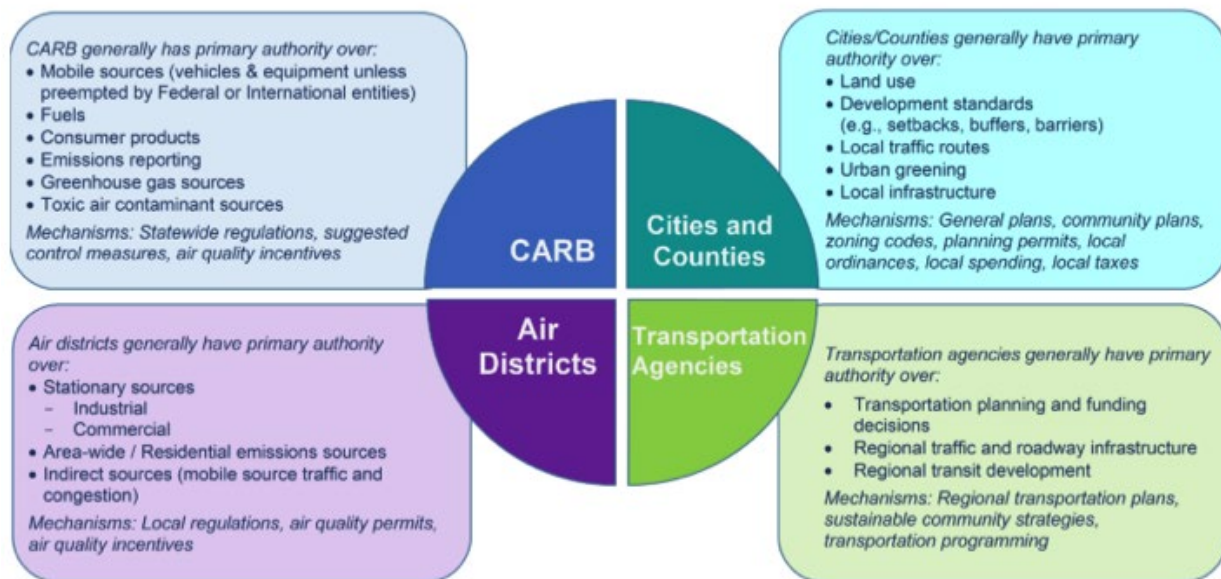 CARB generally has primary authority over:
• Mobile sources (vehicles & equipment unless
preempted by Federal or International entities)
• Fuels
• Consumer products
• Emissions reporting
• Greenhouse gas sources
• Toxic air contaminant sources
Mechanisms: Statewide regulations, suggested
control measures, air quality incentives
Cities/Counties generally have primary
authority over:
• Land use
• Development standards
(e.g., setbacks, buffers, barriers)
• Local traffic routes
• Urban greening
• Local infrastructure
Mechanisms: General plans, community plans,
zoning codes, planning permits, local
ordinances, local spending, local taxes
CARB
Cities and
Counties
Air
Districts
Transportation
Agencies
Air districts generally have primary authority
over:
• Stationary sources
– Industrial
– Commercial
• Area-wide / Residential emissions sources
• Indirect sources (mobile source traffic and
congestion)
Mechanisms: Local regulations, air quality permits,
air quality incentives
Transportation agencies generally have primary
authority over:
• Transportation planning and funding
decisions
• Regional traffic and roadway infrastructure
• Regional transit development
Mechanisms: Regional transportation plans,
sustainable community strategies,
transportation programming